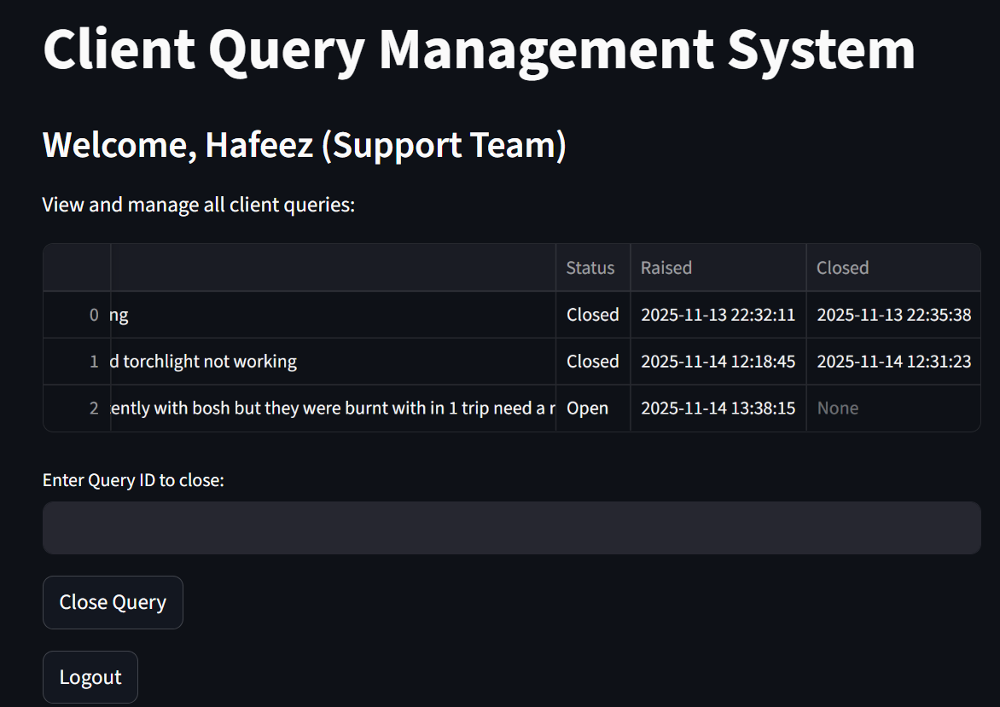 Client Query Management System
Welcome, Hafeez (Support Team)
View and manage all client queries:
Status Raised Closed
0 ng Closed 2025-11-13 22:32:11 2025-11-13 22:35:38
1 d torchlight not working Closed 2025-11-14 12:18:45 2025-11-14 12:31:23
2 ently with bosh but they were burnt with in 1 trip need a r Open 2025-11-14 13:38:15 None
Enter Query ID to close:
Close Query
Logout